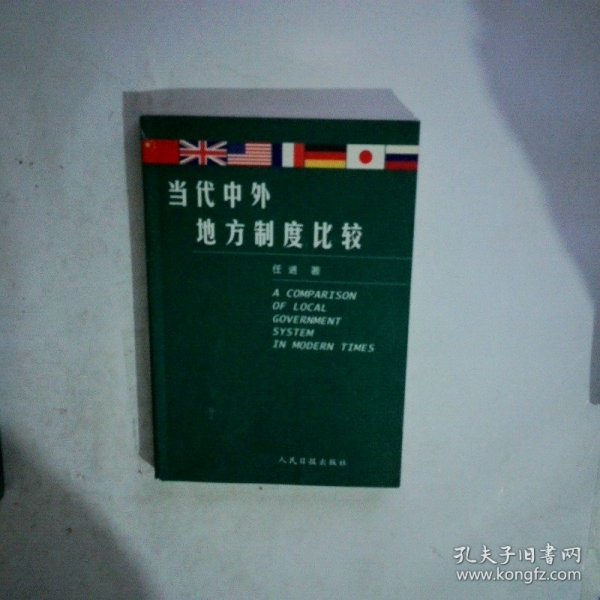 当代中外
地方制度比较
任进 著
A COMPARISON
OF LOCAL
GOVERNMENT
SYSTEM
IN MODERN TIMES
人民日报出版社
孔夫子旧书网
www.kongfz.com